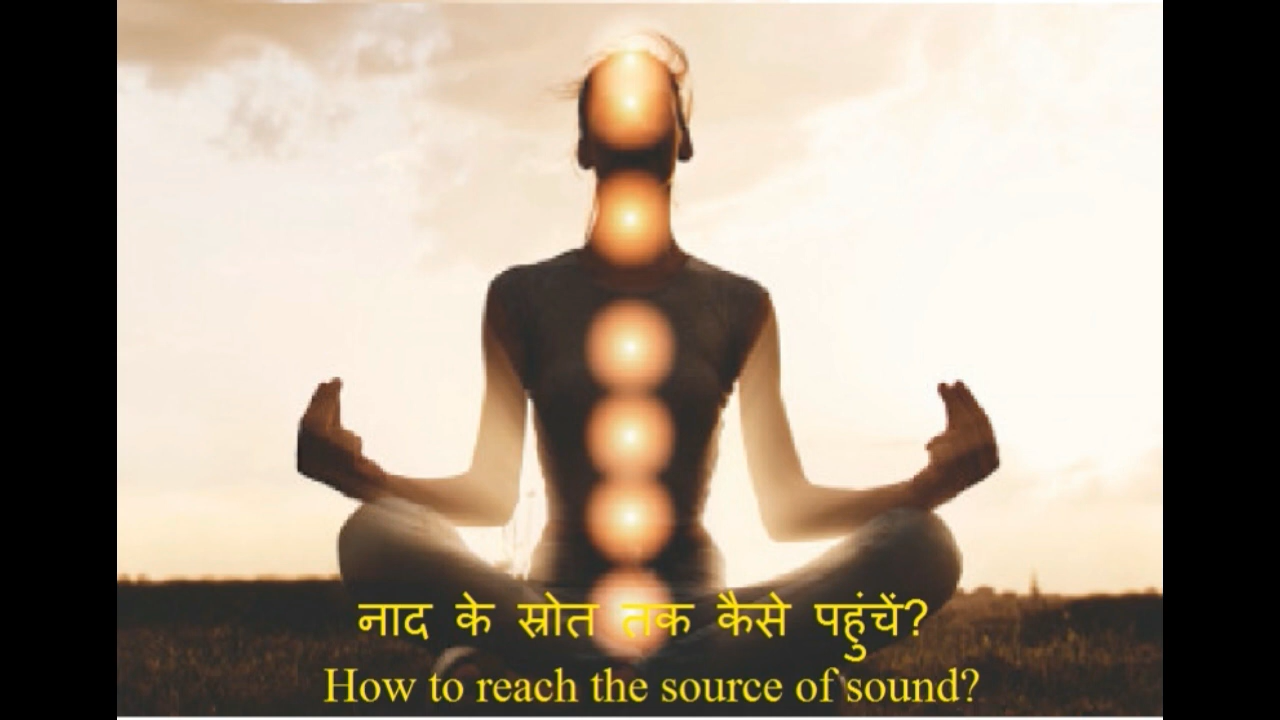 नाद के स्रोत तक कैसे पहुंचें?
How to reach the source of sound?